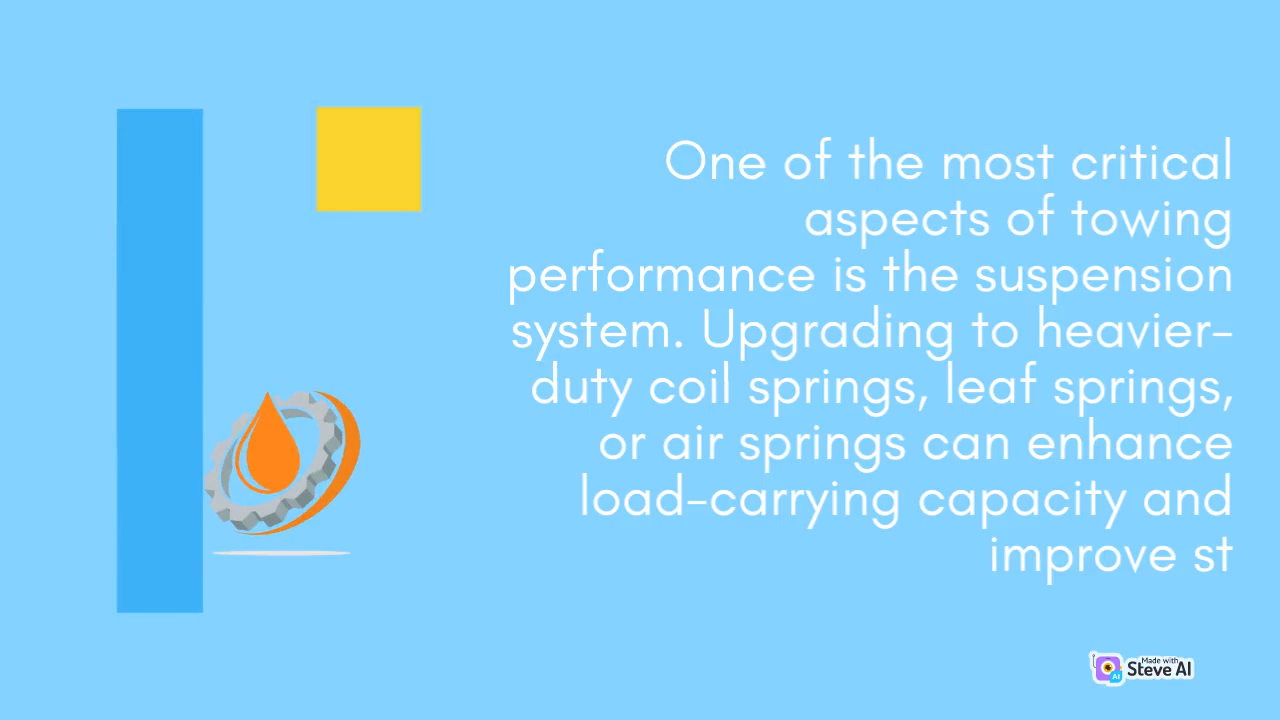 One of the most critical
aspects of towing
performance is the suspension
system. Upgrading to heavier-
duty coil springs, leaf springs,
or air springs can enhance
load-carrying capacity and
improve st
Made with
Steve AI
AI